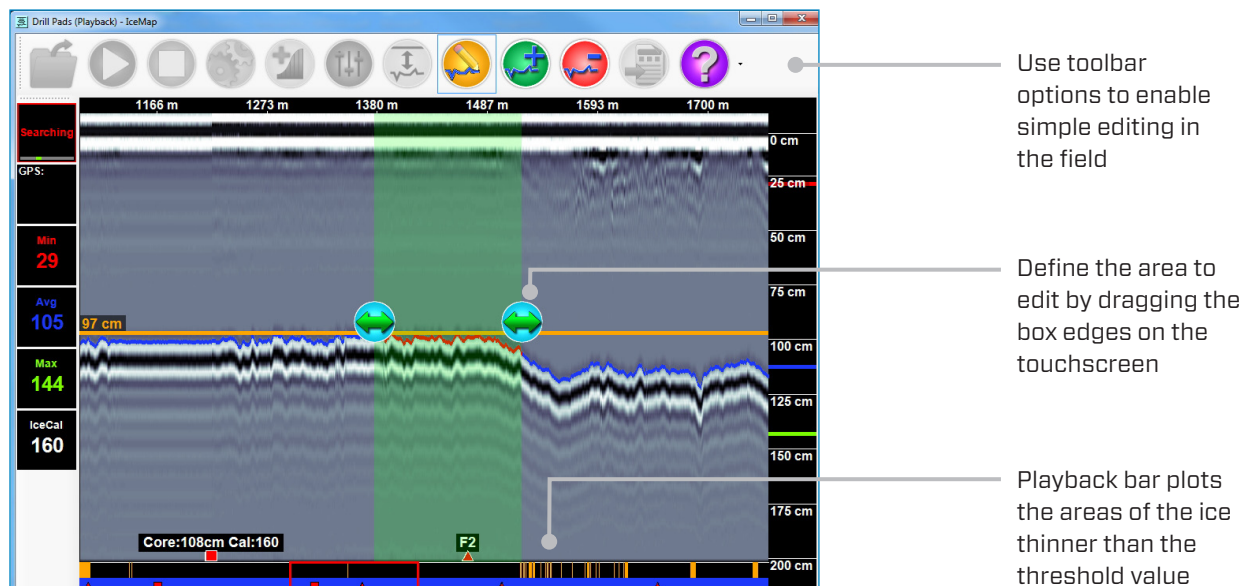 Drill Pads (Playback) - IceMap
1166 m 1273 m 1380 m 1487 m 1593 m 1700 m
Searching
GPS:
Min
29
Avg
105
Max
144
IceCal
160
97 cm
0 cm
25 cm
50 cm
75 cm
100 cm
125 cm
150 cm
175 cm
200 cm
Core:108cm Cal:160
F2
Use toolbar
options to enable
simple editing in
the field
Define the area to
edit by dragging the
box edges on the
touchscreen
Playback bar plots
the areas of the ice
thinner than the
threshold value